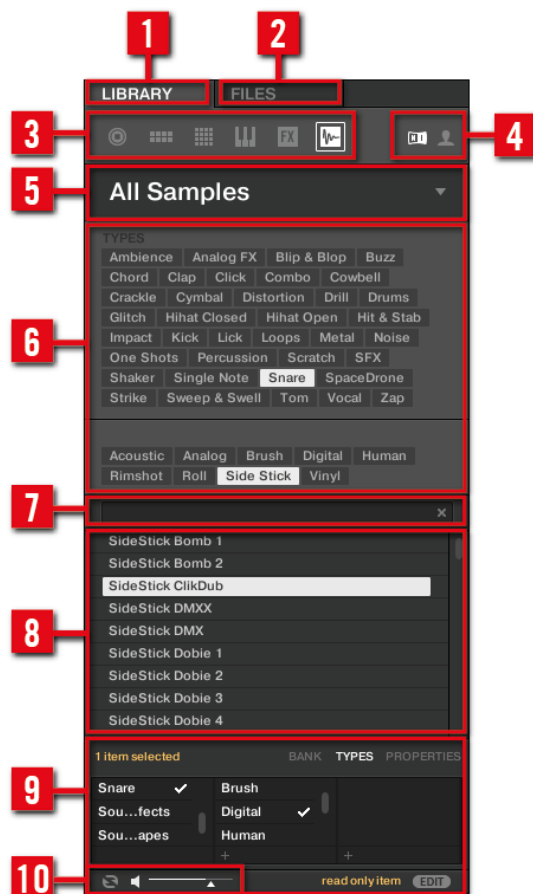 1
2
LIBRARY FILES
3
FX
NI
4
5
All Samples
TYPES
Ambience Analog FX Blip & Blop Buzz
Chord Clap Click Combo Cowbell
Crackle Cymbal Distortion Drill Drums
Glitch Hihat Closed Hihat Open Hit & Stab
6
Impact Kick Lick Loops Metal Noise
One Shots Percussion Scratch SFX
Shaker Single Note Snare SpaceDrone
Strike Sweep & Swell Tom Vocal Zap
Acoustic Analog Brush Digital Human
Rimshot Roll Side Stick Vinyl
7
×
SideStick Bomb 1
SideStick Bomb 2
SideStick ClikDub
SideStick DMXX
8
SideStick DMX
SideStick Dobie 1
SideStick Dobie 2
SideStick Dobie 3
SideStick Dobie 4
1 item selected BANK TYPES PROPERTIES
9
Snare ✓ Brush
Sou...fects Digital ✓
Sou...apes Human
+ +
10
read only item EDIT